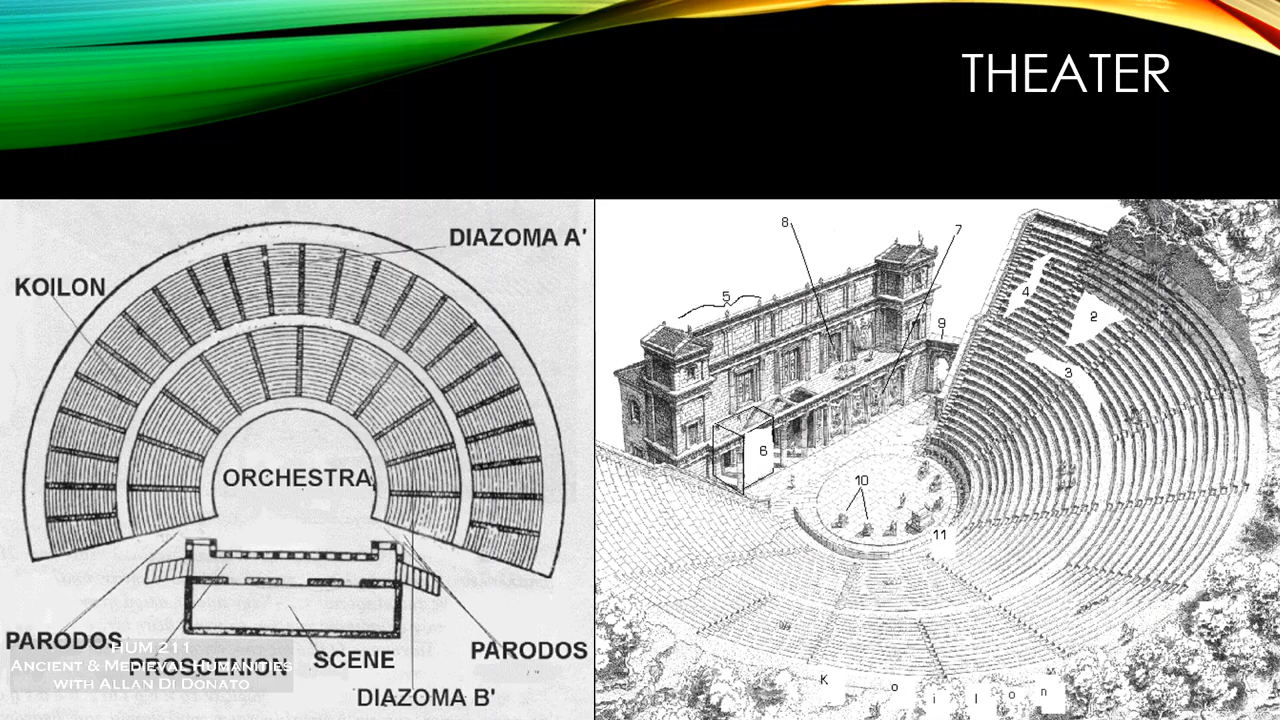 THEATER
DIAZOMA A'
KOILON
ORCHESTRA
PARODOS
PROSKENION
SCENE
PARODOS
DIAZOMA B'
HUM 211
ANCIENT & MEDIEVAL HUMANITIES
WITH ALLAN DI DONATO
8
7
5
9
4
2
3
6
10
11
K o i l o n